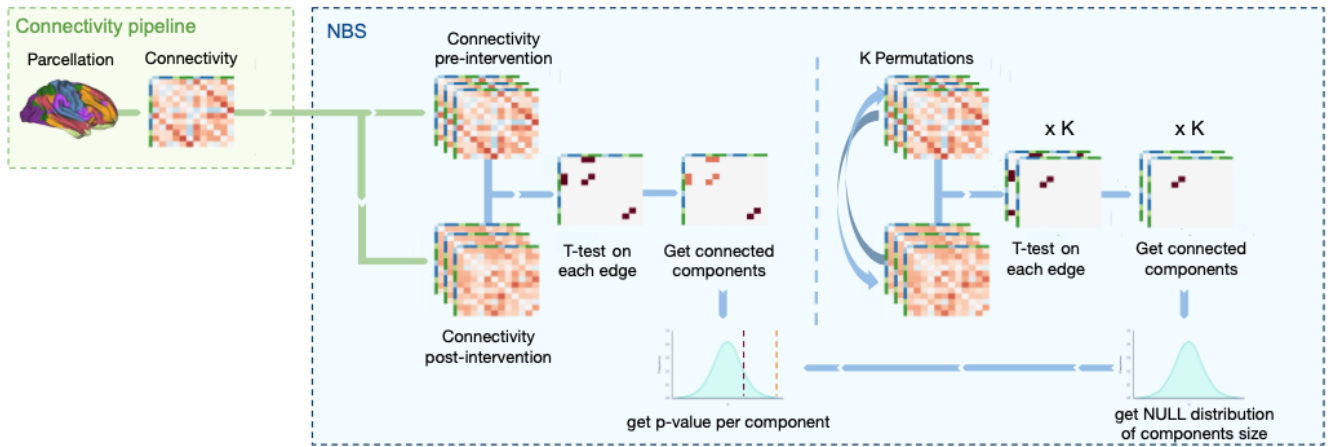 Connectivity pipeline
Parcellation
Connectivity
NBS
Connectivity
pre-intervention
T-test on
each edge
Get connected
components
Connectivity
post-intervention
get p-value per component
K Permutations
x K
x K
T-test on
each edge
Get connected
components
get NULL distribution
of components size